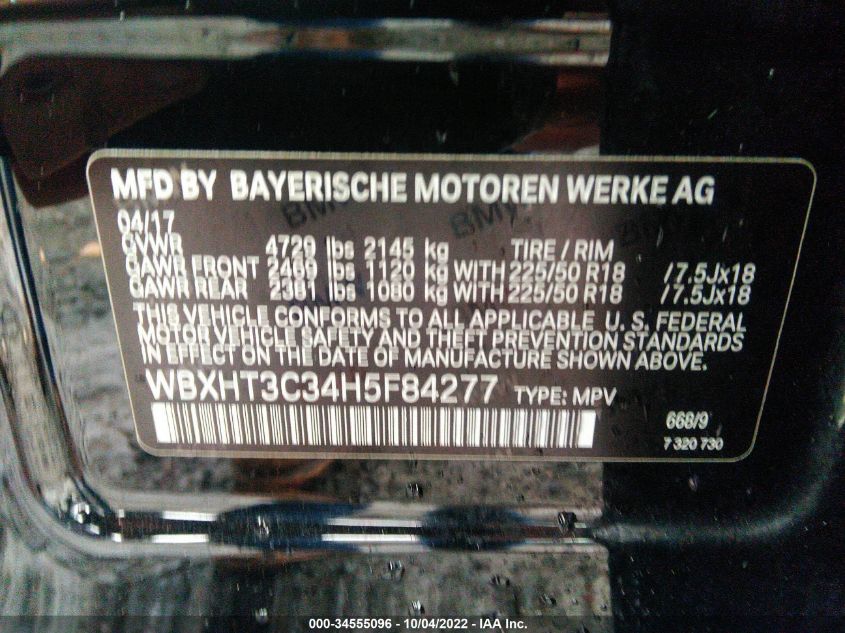 MFD BY BAYERISCHE MOTOREN WERKE AG
04/17
GVWR 4729 lbs 2145 kg TIRE / RIM
GAWR FRONT 2469 lbs 1120 kg WITH 225/50 R18 /7.5Jx18
GAWR REAR 2381 lbs 1080 kg WITH 225/50 R18 /7.5Jx18
THIS VEHICLE CONFORMS TO ALL APPLICABLE U. S. FEDERAL
MOTOR VEHICLE SAFETY AND THEFT PREVENTION STANDARDS
IN EFFECT ON THE DATE OF MANUFACTURE SHOWN ABOVE.
WBXHT3C34H5F84277 TYPE: MPV
668/9
7 320 730
000-34555096 - 10/04/2022 - IAA Inc.